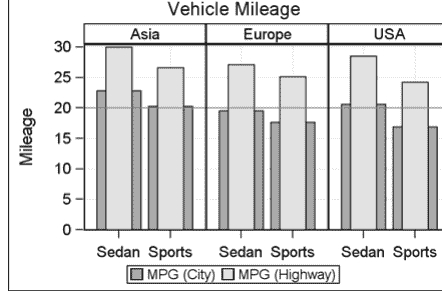 Vehicle Mileage
Asia Europe USA
Mileage
30
25
20
15
10
5
0
Sedan Sports Sedan Sports Sedan Sports
MPG (City) MPG (Highway)